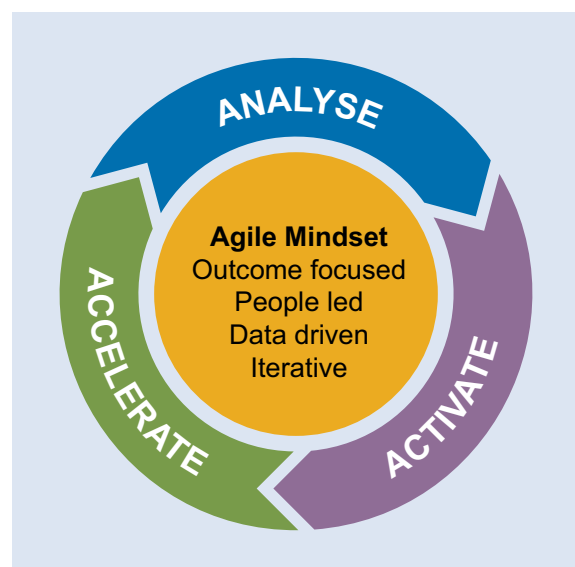 ANALYSE
Agile Mindset
Outcome focused
People led
Data driven
Iterative
ACTIVATE
ACCELERATE